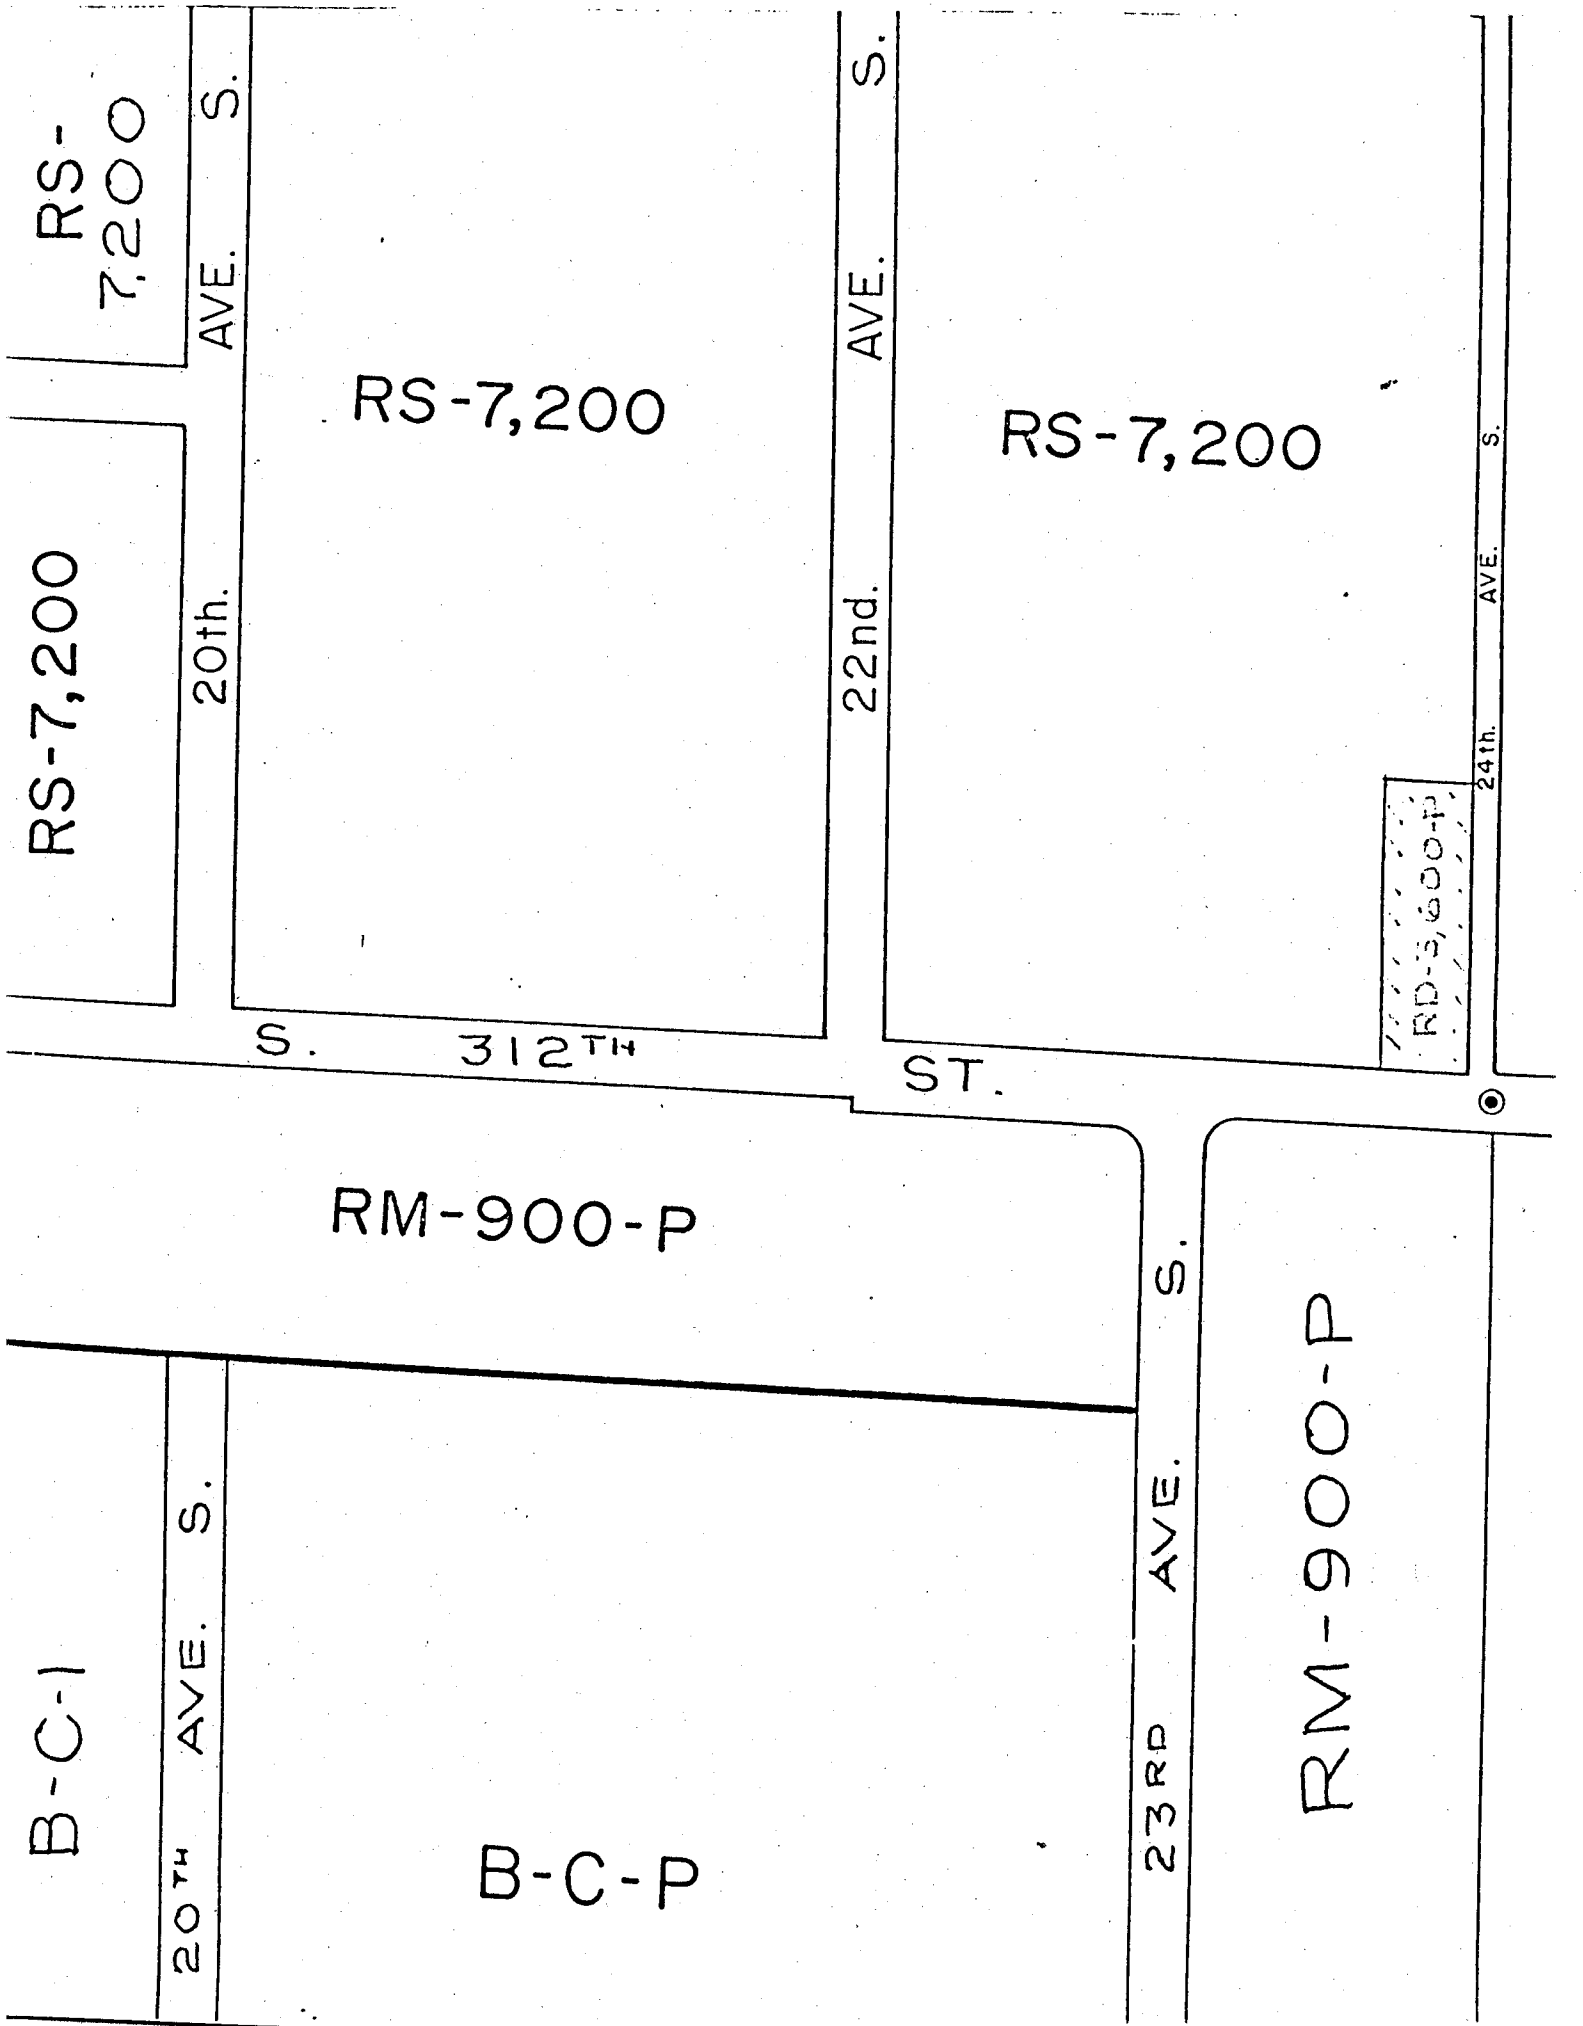 RS-
7,200
20th. AVE. S.
RS-7,200
22nd. AVE. S.
RS-7,200
24th. AVE. S.
RS-7,200
RD-3,600-P
S. 312TH ST.
RM-900-P
23RD AVE. S.
RM-900-P
B-C-1
20TH AVE. S.
B-C-P